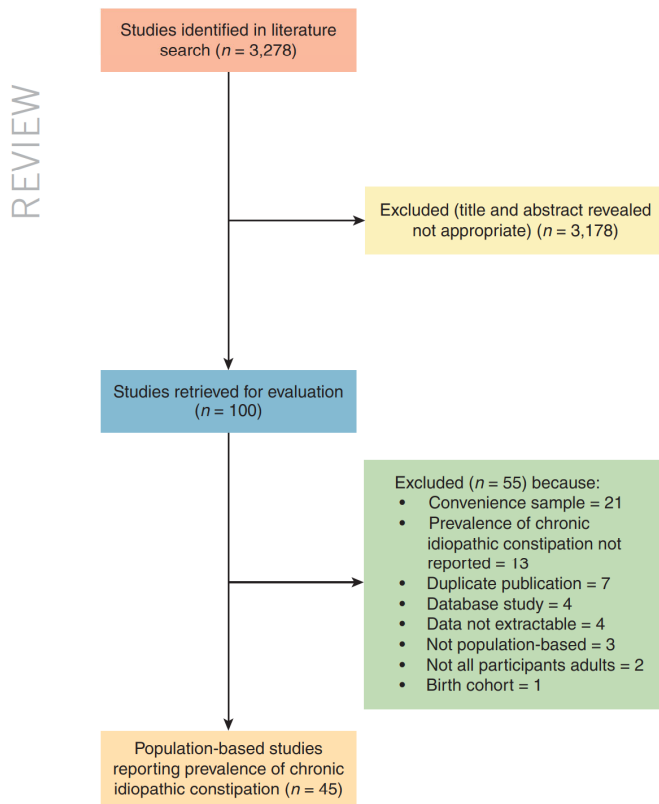 REVIEW
Studies identified in literature
search (n = 3,278)
Excluded (title and abstract revealed
not appropriate) (n = 3,178)
Studies retrieved for evaluation
(n = 100)
Excluded (n = 55) because:
• Convenience sample = 21
• Prevalence of chronic
idiopathic constipation not
reported = 13
• Duplicate publication = 7
• Database study = 4
• Data not extractable = 4
• Not population-based = 3
• Not all participants adults = 2
• Birth cohort = 1
Population-based studies
reporting prevalence of chronic
idiopathic constipation (n = 45)